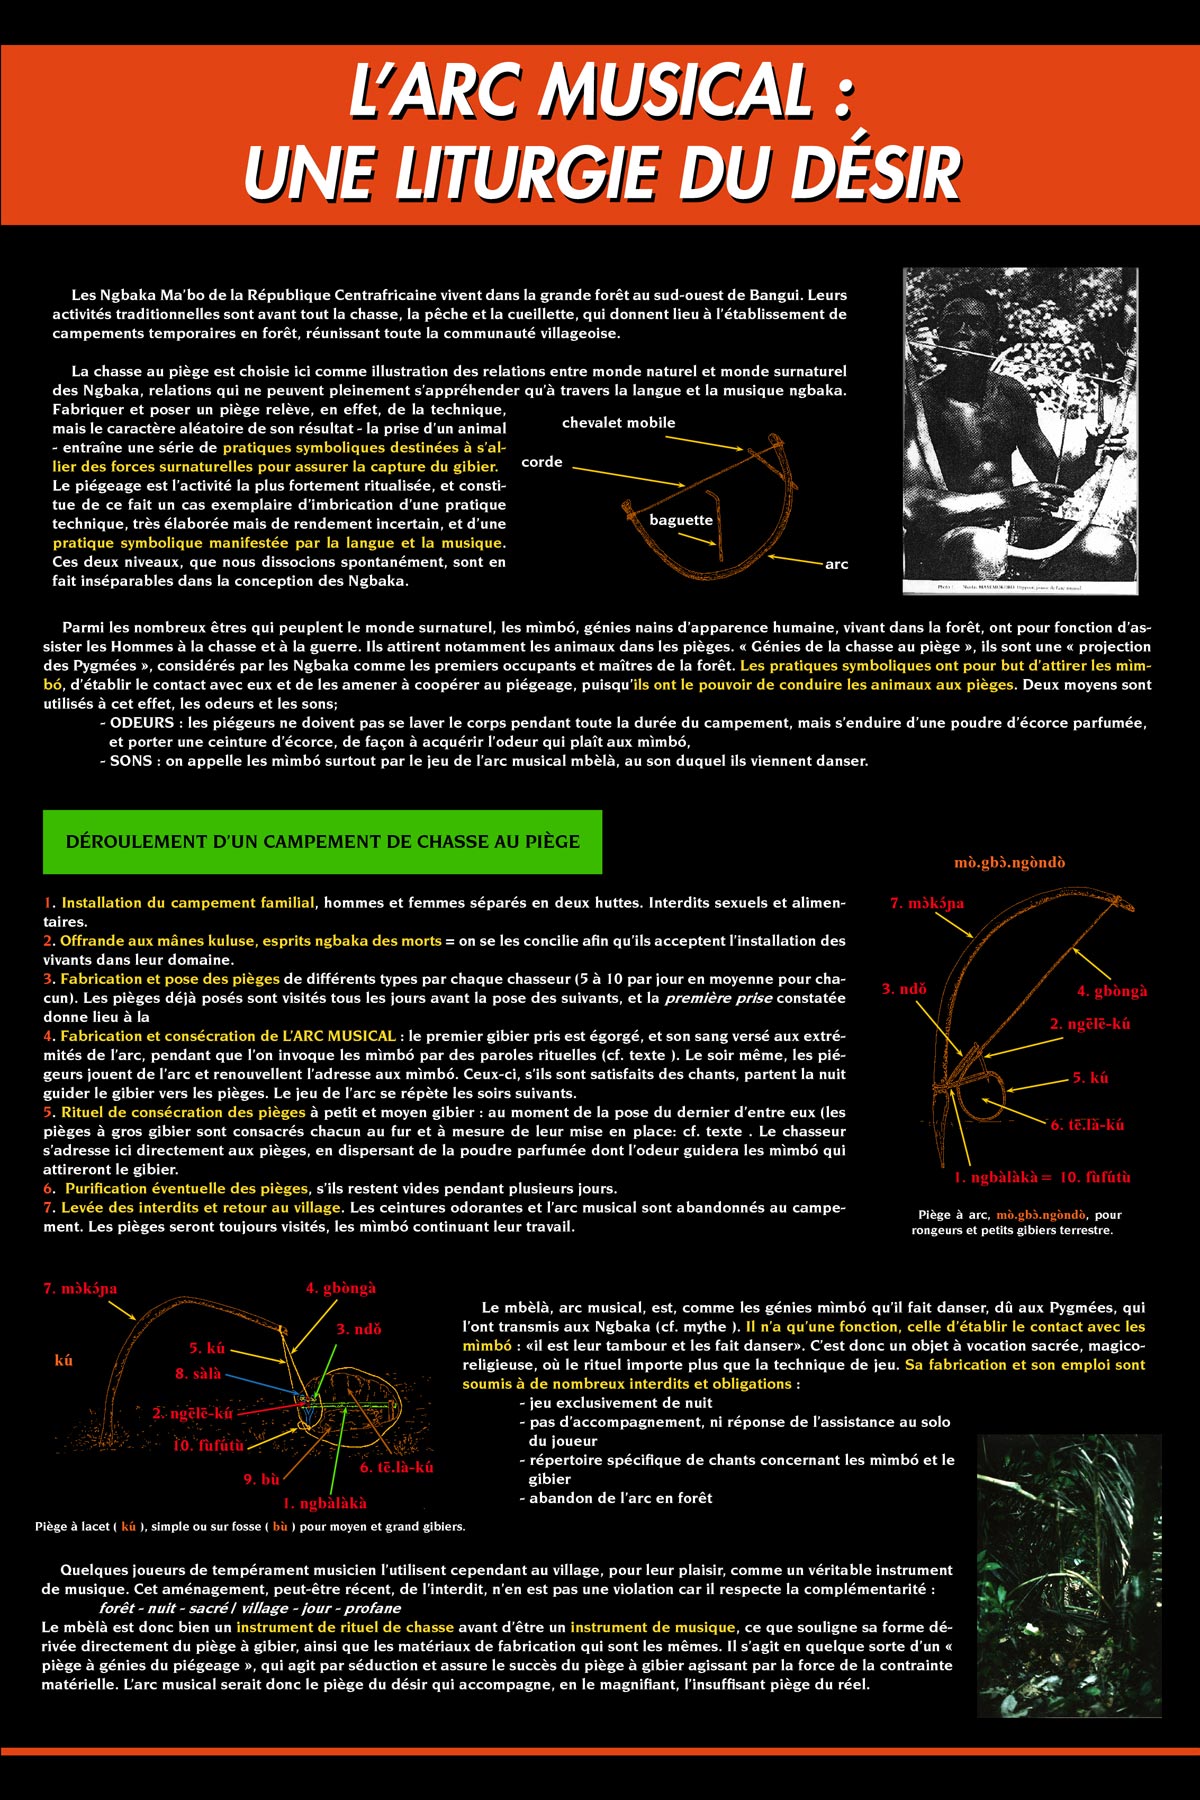 L'ARC MUSICAL :
UNE LITURGIE DU DÉSIR
Les Ngbaka Ma'bo de la République Centrafricaine vivent dans la grande forêt au sud-ouest de Bangui. Leurs
activités traditionnelles sont avant tout la chasse, la pêche et la cueillette, qui donnent lieu à l'établissement de
campements temporaires en forêt, réunissant toute la communauté villageoise.
La chasse au piège est choisie ici comme illustration des relations entre monde naturel et monde surnaturel
des Ngbaka, relations qui ne peuvent pleinement s'appréhender qu'à travers la langue et la musique ngbaka.
Fabriquer et poser un piège relève, en effet, de la technique,
mais le caractère aléatoire de son résultat - la prise d'un animal
- entraîne une série de pratiques symboliques destinées à s'al-
lier des forces surnaturelles pour assurer la capture du gibier.
Le piégeage est l'activité la plus fortement ritualisée, et consti-
tue de ce fait un cas exemplaire d'imbrication d'une pratique
technique, très élaborée mais de rendement incertain, et d'une
pratique symbolique manifestée par la langue et la musique.
Ces deux niveaux, que nous dissocions spontanément, sont en
fait inséparables dans la conception des Ngbaka.
chevalet mobile
corde
baguette
arc
Parmi les nombreux êtres qui peuplent le monde surnaturel, les mìmbó, génies nains d'apparence humaine, vivant dans la forêt, ont pour fonction d'as-
sister les Hommes à la chasse et à la guerre. Ils attirent notamment les animaux dans les pièges. « Génies de la chasse au piège », ils sont une « projection
des Pygmées », considérés par les Ngbaka comme les premiers occupants et maîtres de la forêt. Les pratiques symboliques ont pour but d'attirer les mìm-
bó, d'établir le contact avec eux et de les amener à coopérer au piégeage, puisqu'ils ont le pouvoir de conduire les animaux aux pièges. Deux moyens sont
utilisés à cet effet, les odeurs et les sons;
- ODEURS : les piégeurs ne doivent pas se laver le corps pendant toute la durée du campement, mais s'enduire d'une poudre d'écorce parfumée,
et porter une ceinture d'écorce, de façon à acquérir l'odeur qui plaît aux mìmbó,
- SONS : on appelle les mìmbó surtout par le jeu de l'arc musical mbèlà, au son duquel ils viennent danser.
DÉROULEMENT D'UN CAMPEMENT DE CHASSE AU PIÈGE
1. Installation du campement familial, hommes et femmes séparés en deux huttes. Interdits sexuels et alimen-
taires.
2. Offrande aux mânes kuluse, esprits ngbaka des morts = on se les concilie afin qu'ils acceptent l'installation des
vivants dans leur domaine.
3. Fabrication et pose des pièges de différents types par chaque chasseur (5 à 10 par jour en moyenne pour cha-
cun). Les pièges déjà posés sont visités tous les jours avant la pose des suivants, et la première prise constatée
donne lieu à la
4. Fabrication et consécration de L'ARC MUSICAL : le premier gibier pris est égorgé, et son sang versé aux extré-
mités de l'arc, pendant que l'on invoque les mìmbó par des paroles rituelles (cf. texte ). Le soir même, les pié-
geurs jouent de l'arc et renouvellent l'adresse aux mìmbó. Ceux-ci, s'ils sont satisfaits des chants, partent la nuit
guider le gibier vers les pièges. Le jeu de l'arc se répète les soirs suivants.
5. Rituel de consécration des pièges à petit et moyen gibier : au moment de la pose du dernier d'entre eux (les
pièges à gros gibier sont consacrés chacun au fur et à mesure de leur mise en place: cf. texte . Le chasseur
s'adresse ici directement aux pièges, en dispersant de la poudre parfumée dont l'odeur guidera les mìmbó qui
attireront le gibier.
6. Purification éventuelle des pièges, s'ils restent vides pendant plusieurs jours.
7. Levée des interdits et retour au village. Les ceintures odorantes et l'arc musical sont abandonnés au campe-
ment. Les pièges seront toujours visités, les mìmbó continuant leur travail.
mò.gbɔ̀.ngòndò
7. mɔ̀kɔ́ɲa
3. ndǒ
4. gbòngà
2. ngēlē-kú
5. kú
6. tē.là-kú
1. ngbàlàkà = 10. fùfútù
Piège à arc, mò.gbɔ̀.ngòndò, pour
rongeurs et petits gibiers terrestre.
7. mɔ̀kɔ́ɲa
4. gbòngà
3. ndǒ
5. kú
kú
8. sàlà
2. ngēlē-kú
10. fùfútù
6. tē.là-kú
9. bù
1. ngbàlàkà
Piège à lacet ( kú ), simple ou sur fosse ( bù ) pour moyen et grand gibiers.
Le mbèlà, arc musical, est, comme les génies mìmbó qu'il fait danser, dû aux Pygmées, qui
l'ont transmis aux Ngbaka (cf. mythe ). Il n'a qu'une fonction, celle d'établir le contact avec les
mìmbó : «il est leur tambour et les fait danser». C'est donc un objet à vocation sacrée, magico-
religieuse, où le rituel importe plus que la technique de jeu. Sa fabrication et son emploi sont
soumis à de nombreux interdits et obligations :
- jeu exclusivement de nuit
- pas d'accompagnement, ni réponse de l'assistance au solo
du joueur
- répertoire spécifique de chants concernant les mìmbó et le
gibier
- abandon de l'arc en forêt
Quelques joueurs de tempérament musicien l'utilisent cependant au village, pour leur plaisir, comme un véritable instrument
de musique. Cet aménagement, peut-être récent, de l'interdit, n'en est pas une violation car il respecte la complémentarité :
forêt - nuit - sacré / village - jour - profane
Le mbèlà est donc bien un instrument de rituel de chasse avant d'être un instrument de musique, ce que souligne sa forme dé-
rivée directement du piège à gibier, ainsi que les matériaux de fabrication qui sont les mêmes. Il s'agit en quelque sorte d'un «
piège à génies du piégeage », qui agit par séduction et assure le succès du piège à gibier agissant par la force de la contrainte
matérielle. L'arc musical serait donc le piège du désir qui accompagne, en le magnifiant, l'insuffisant piège du réel.